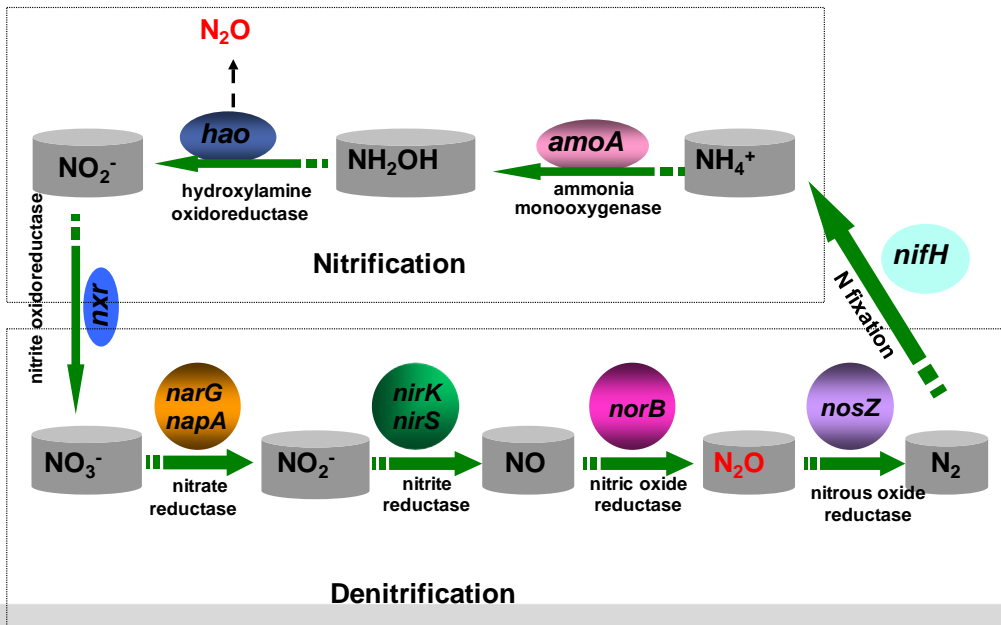 N₂O
hao
amoA
NO₂⁻
NH₂OH
NH₄⁺
hydroxylamine
oxidoreductase
ammonia
monooxygenase
Nitrification
nifH
N fixation
nitrite oxidoreductase
nxr
narG
napA
nirK
nirS
norB
nosZ
NO₃⁻
NO₂⁻
NO
N₂O
N₂
nitrate
reductase
nitrite
reductase
nitric oxide
reductase
nitrous oxide
reductase
Denitrification